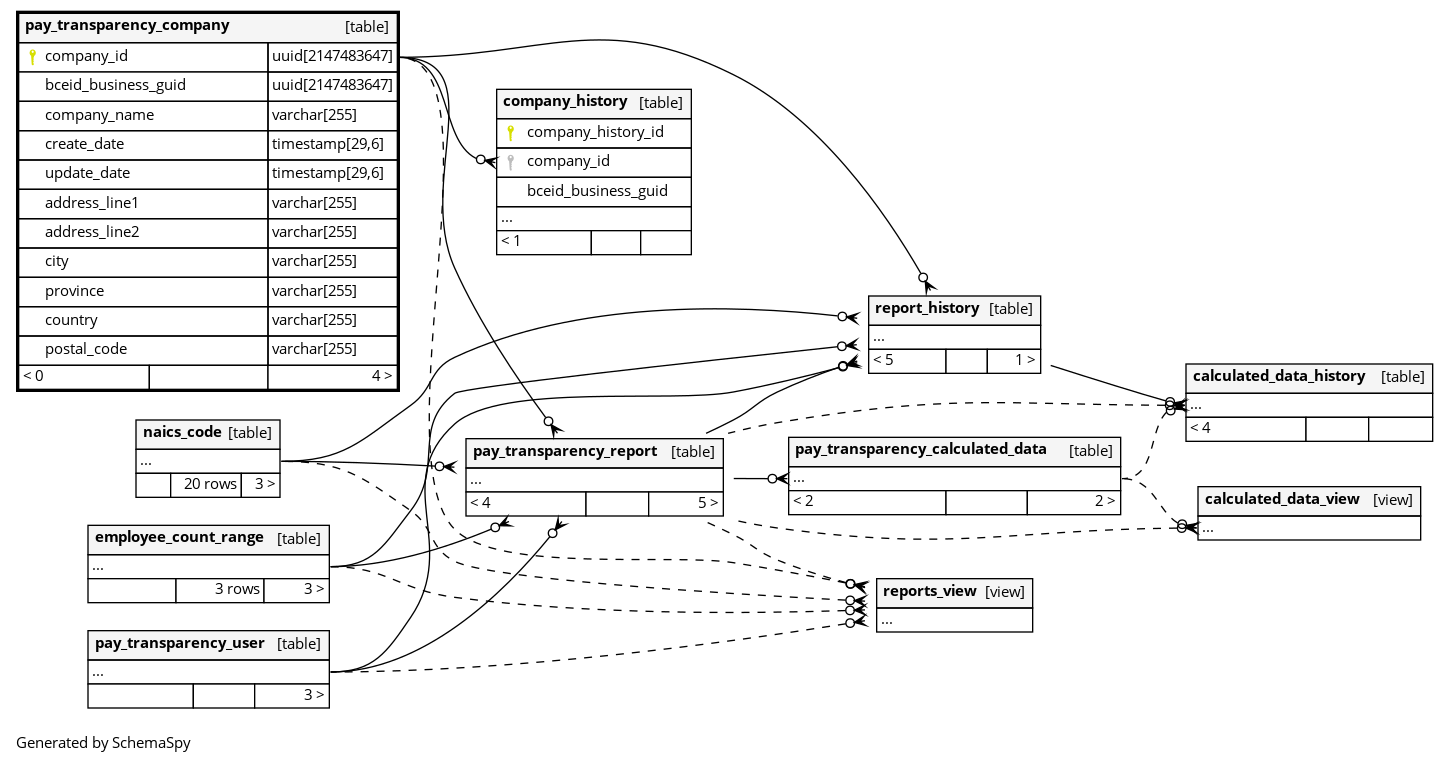 pay_transparency_company [table]
company_id uuid[2147483647]
bceid_business_guid uuid[2147483647]
company_name varchar[255]
create_date timestamp[29,6]
update_date timestamp[29,6]
address_line1 varchar[255]
address_line2 varchar[255]
city varchar[255]
province varchar[255]
country varchar[255]
postal_code varchar[255]
< 0 4 >
company_history [table]
company_history_id
company_id
bceid_business_guid
...
< 1
report_history [table]
...
< 5 1 >
calculated_data_history [table]
...
< 4
naics_code [table]
...
20 rows 3 >
pay_transparency_report [table]
...
< 4 5 >
pay_transparency_calculated_data [table]
...
< 2 2 >
calculated_data_view [view]
...
employee_count_range [table]
...
3 rows 3 >
reports_view [view]
...
pay_transparency_user [table]
...
3 >
Generated by SchemaSpy